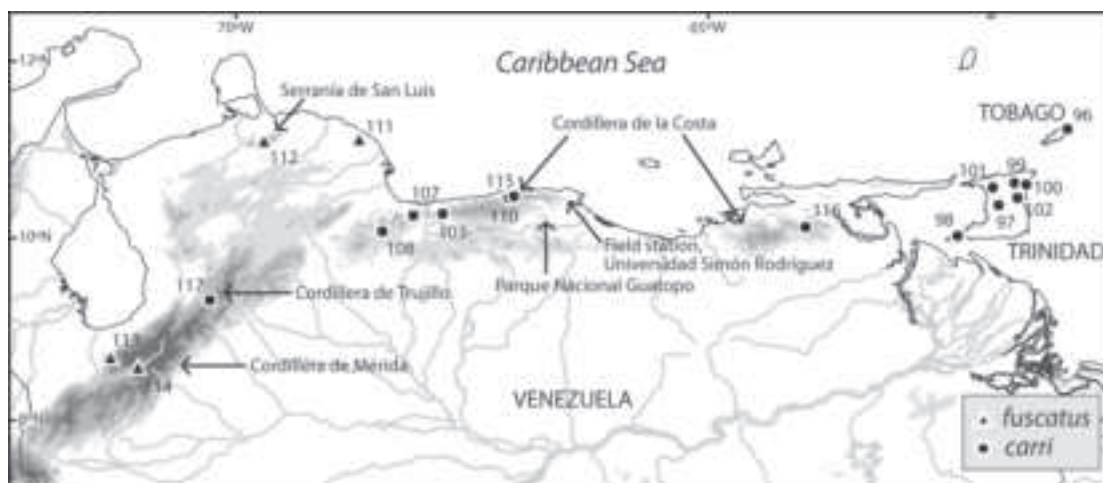 70°W
65°W
12°N
Caribbean Sea
Serranía de San Luis
TOBAGO 96
Cordillera de la Costa
111
112
99
101
100
115
107
110
102
97
116
103
98
10°N
108
Field station,
Universidad Simón Rodríguez
TRINIDAD
Parque Nacional Guatopo
117
Cordillera de Trujillo
113
Cordillera de Mérida
114
VENEZUELA
8°N
fuscatus
carri